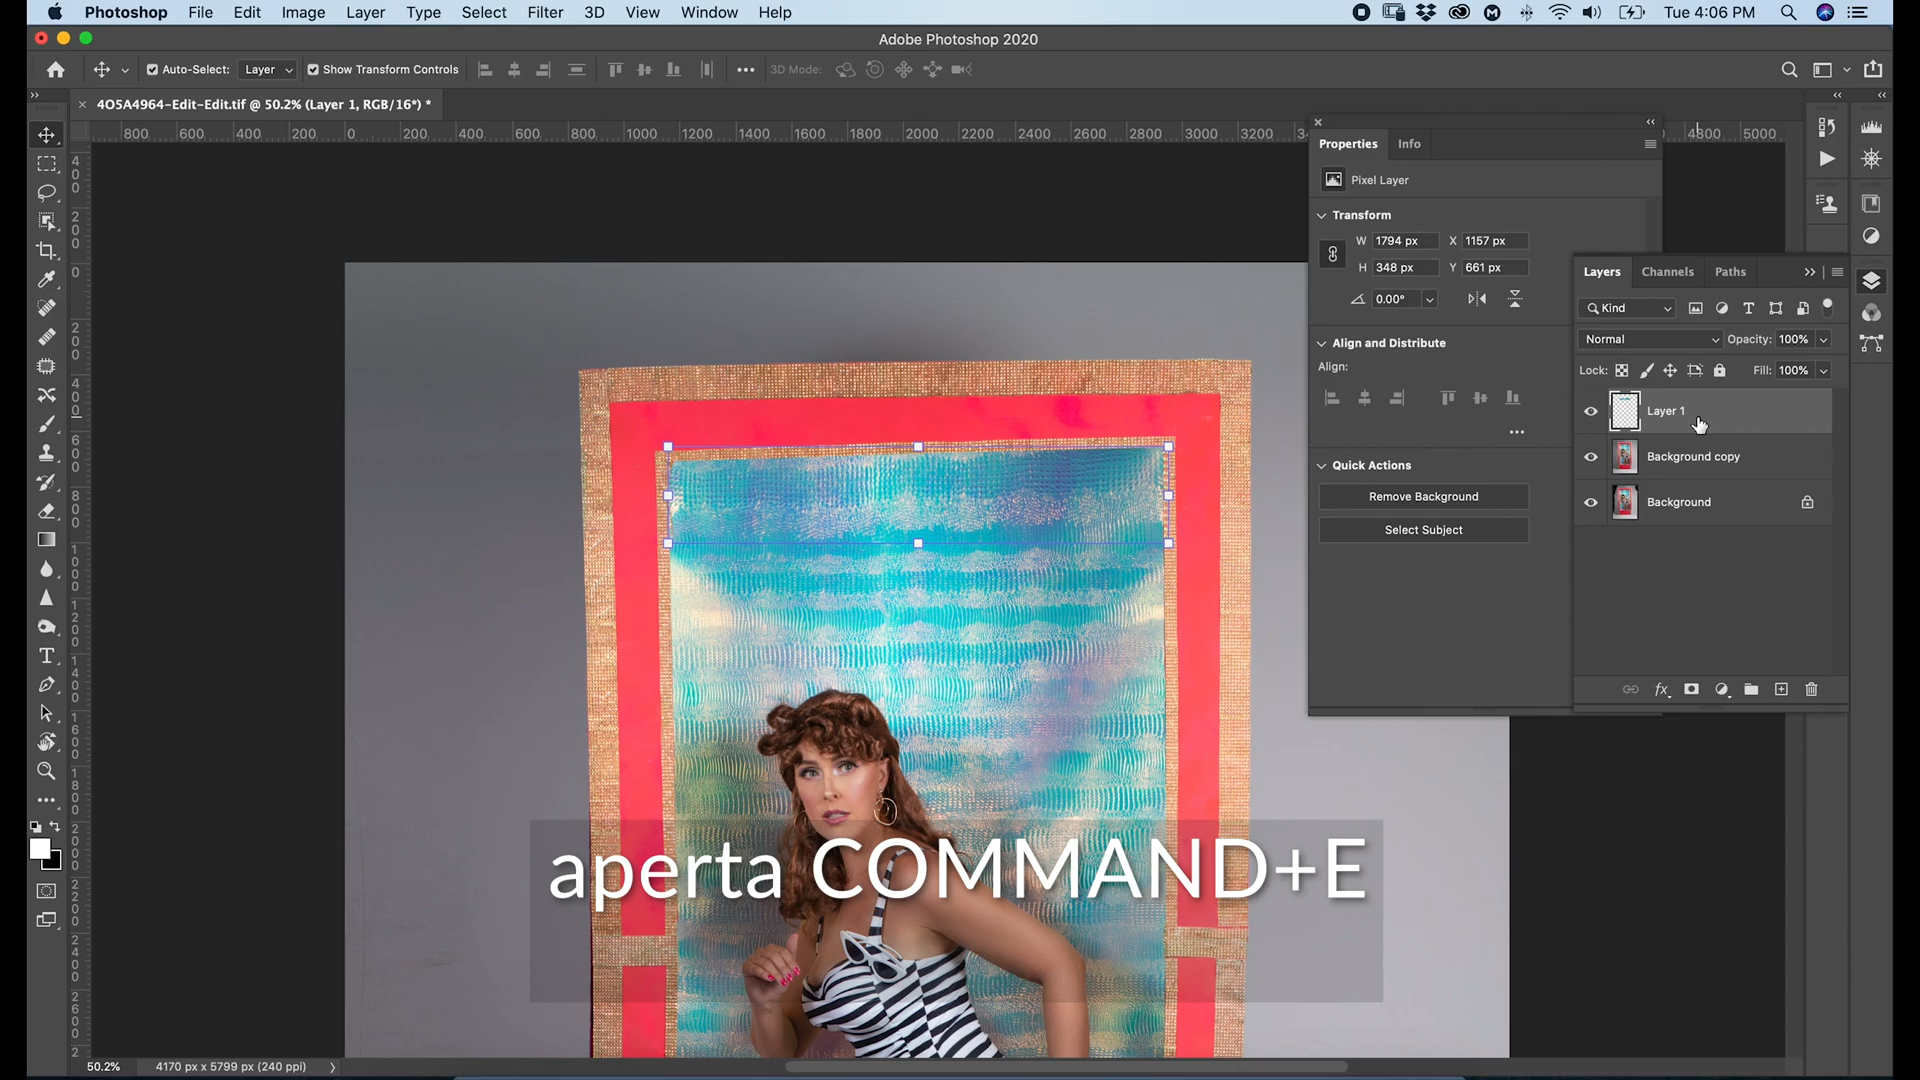 Photoshop File Edit Image Layer Type Select Filter 3D View Window Help Tue 4:06 PM
Adobe Photoshop 2020
Auto-Select: Layer Show Transform Controls 3D Mode:
4O5A4964-Edit-Edit.tif @ 50.2% (Layer 1, RGB/16*) *
800 600 400 200 0 200 400 600 800 1000 1200 1400 1600 1800 2000 2200 2400 2600 2800 3000 3200 4800 5000
Properties Info
Pixel Layer
Transform
W 1794 px X 1157 px
H 348 px Y 661 px
0.00°
Align and Distribute
Align:
Quick Actions
Remove Background
Select Subject
Layers Channels Paths
Kind
Normal Opacity: 100%
Lock: Fill: 100%
Layer 1
Background copy
Background
aperta COMMAND+E
50.2% 4170 px x 5799 px (240 ppi)